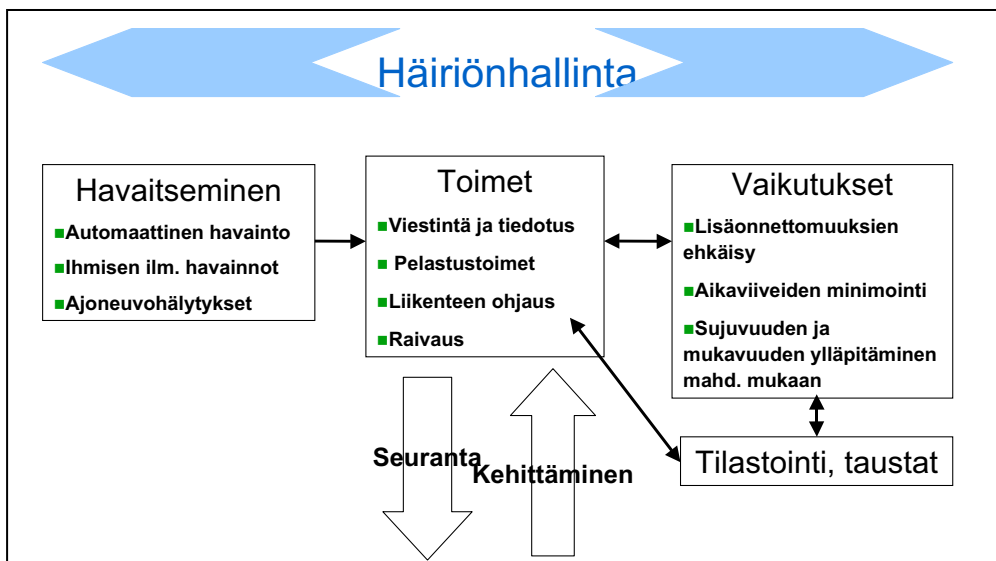 Häiriönhallinta
Havaitseminen
■Automaattinen havainto
■Ihmisen ilm. havainnot
■Ajoneuvohälytykset
Toimet
■Viestintä ja tiedotus
■ Pelastustoimet
■Liikenteen ohjaus
■Raivaus
Vaikutukset
■Lisäonnettomuuksien
ehkäisy
■Aikaviiveiden minimointi
■Sujuvuuden ja
mukavuuden ylläpitäminen
mahd. mukaan
Seuranta
Kehittäminen
Tilastointi, taustat